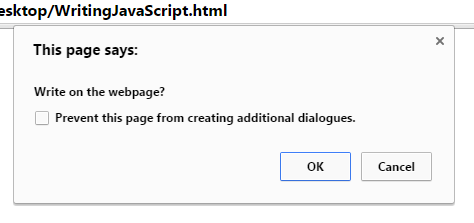 esktop/WritingJavaScript.html
This page says:
Write on the webpage?
Prevent this page from creating additional dialogues.
OK Cancel